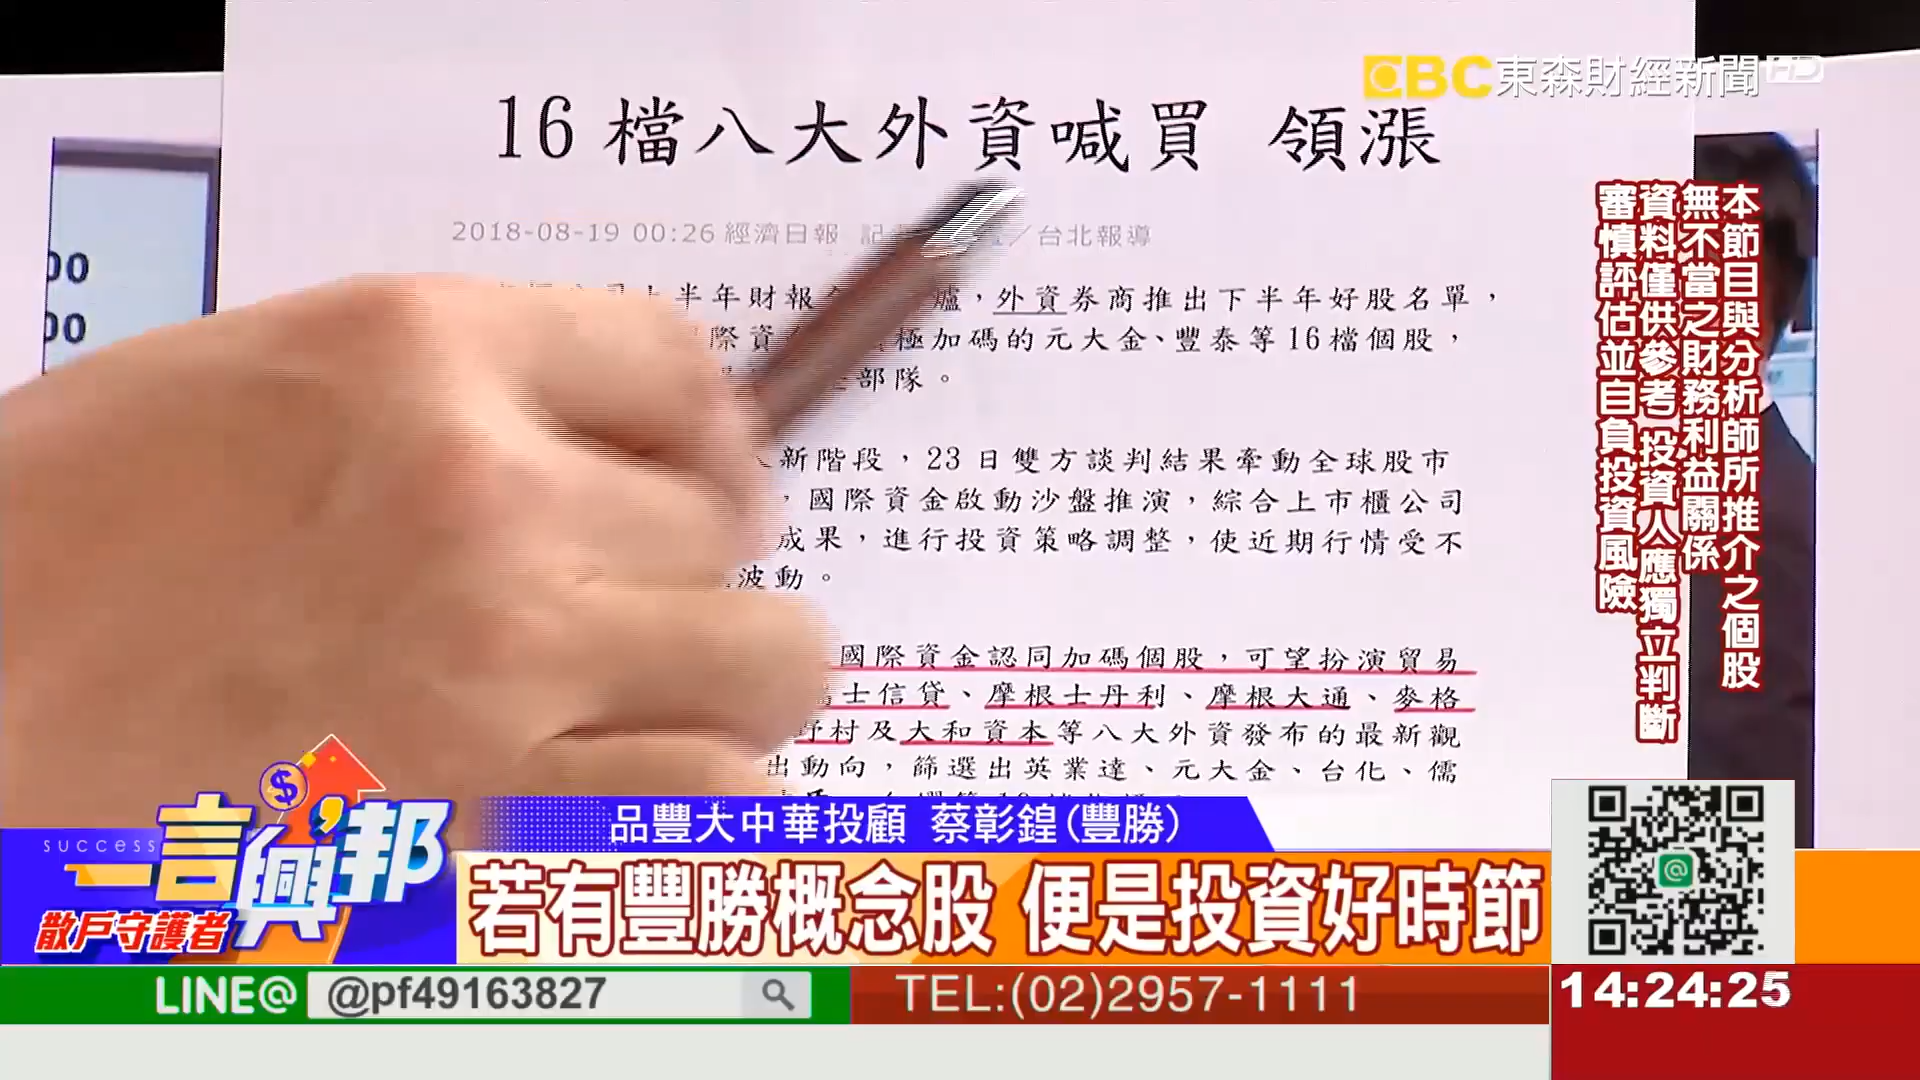 EBC 東森財經新聞 HD
16檔八大外資喊買 領漲
2018-08-19 00:26 經濟日報 /台北報導
半年財報 ,外資券商推出下半年好股名單,
際資 極加碼的元大金、豐泰等16檔個股,
部隊。
新階段,23日雙方談判結果牽動全球股市
,國際資金啟動沙盤推演,綜合上市櫃公司
成果,進行投資策略調整,使近期行情受不
波動。
國際資金認同加碼個股,可望扮演貿易
士信貸、摩根士丹利、摩根大通、麥格
野村及大和資本等八大外資發布的最新觀
出動向,篩選出英業達、元大金、台化、儒
00
00
本節目與分析師所推介之個股
無不當之財務利益關係
資料僅供參考 投資人應獨立判斷
審慎評估並自負投資風險
success
一言興邦
散戶守護者
品豐大中華投顧 蔡彰鍠(豐勝)
若有豐勝概念股 便是投資好時節
LINE@ @pf49163827
TEL:(02)2957-1111
14:24:25